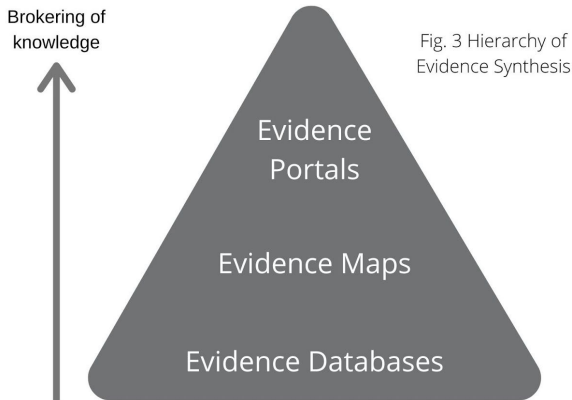 Brokering of
knowledge
Fig. 3 Hierarchy of
Evidence Synthesis
Evidence
Portals
Evidence Maps
Evidence Databases